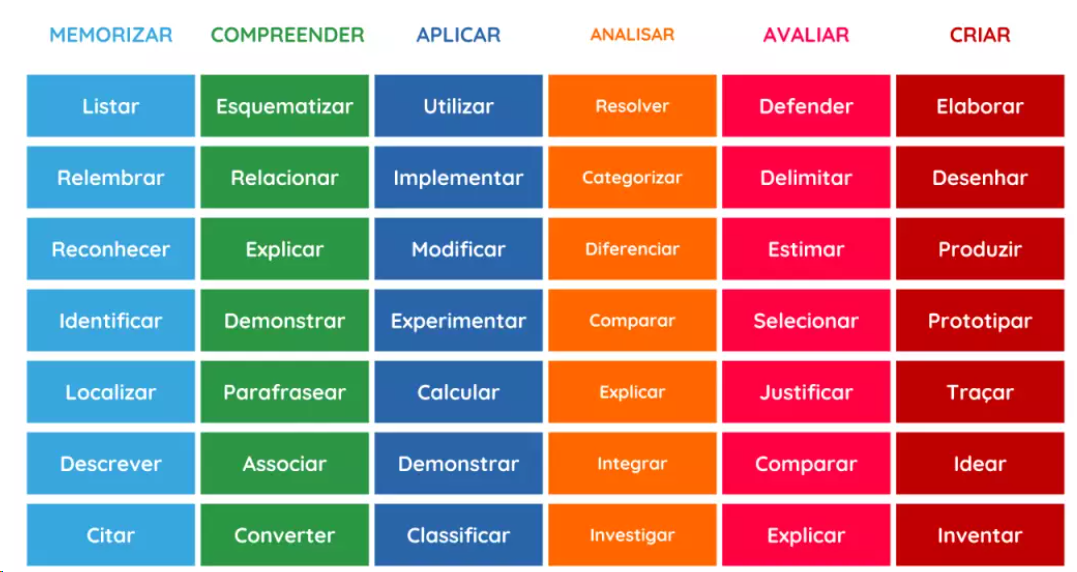 MEMORIZAR COMPREENDER APLICAR ANALISAR AVALIAR CRIAR
Listar Esquematizar Utilizar Resolver Defender Elaborar
Relembrar Relacionar Implementar Categorizar Delimitar Desenhar
Reconhecer Explicar Modificar Diferenciar Estimar Produzir
Identificar Demonstrar Experimentar Comparar Selecionar Prototipar
Localizar Parafrasear Calcular Explicar Justificar Traçar
Descrever Associar Demonstrar Integrar Comparar Idear
Citar Converter Classificar Investigar Explicar Inventar